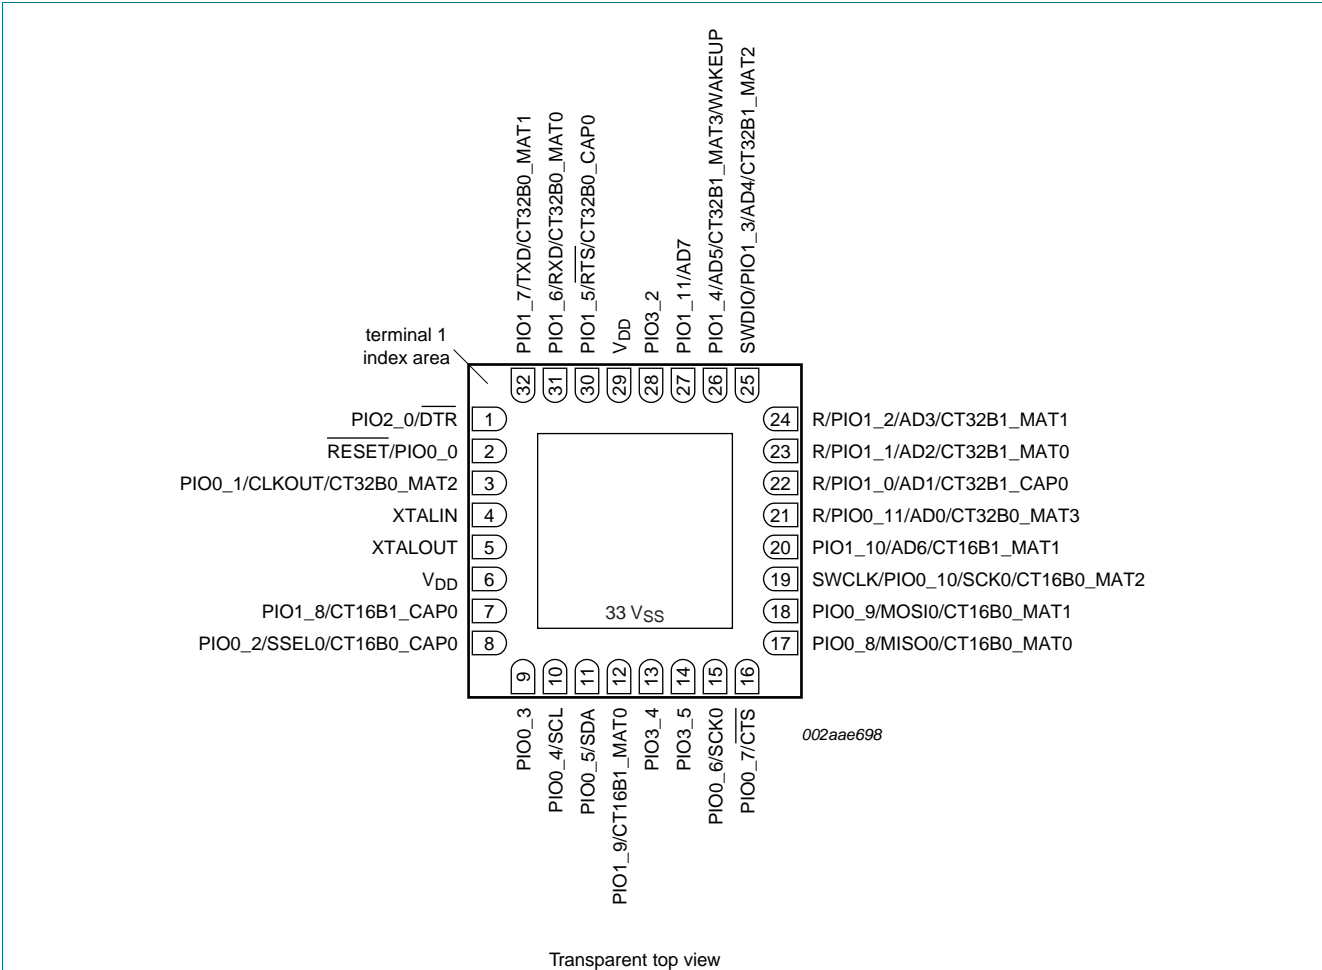 PIO1_7/TXD/CT32B0_MAT1
PIO1_6/RXD/CT32B0_MAT0
PIO1_5/RTS/CT32B0_CAP0
VDD
PIO3_2
PIO1_11/AD7
PIO1_4/AD5/CT32B1_MAT3/WAKEUP
SWDIO/PIO1_3/AD4/CT32B1_MAT2
terminal 1
index area
32 31 30 29 28 27 26 25
PIO2_0/DTR 1
RESET/PIO0_0 2
PIO0_1/CLKOUT/CT32B0_MAT2 3
XTALIN 4
XTALOUT 5
VDD 6
PIO1_8/CT16B1_CAP0 7
PIO0_2/SSEL0/CT16B0_CAP0 8
24 R/PIO1_2/AD3/CT32B1_MAT1
23 R/PIO1_1/AD2/CT32B1_MAT0
22 R/PIO1_0/AD1/CT32B1_CAP0
21 R/PIO0_11/AD0/CT32B0_MAT3
20 PIO1_10/AD6/CT16B1_MAT1
19 SWCLK/PIO0_10/SCK0/CT16B0_MAT2
18 PIO0_9/MOSI0/CT16B0_MAT1
17 PIO0_8/MISO0/CT16B0_MAT0
33 VSS
9 10 11 12 13 14 15 16
PIO0_3
PIO0_4/SCL
PIO0_5/SDA
PIO1_9/CT16B1_MAT0
PIO3_4
PIO3_5
PIO0_6/SCK0
PIO0_7/CTS
002aae698
Transparent top view